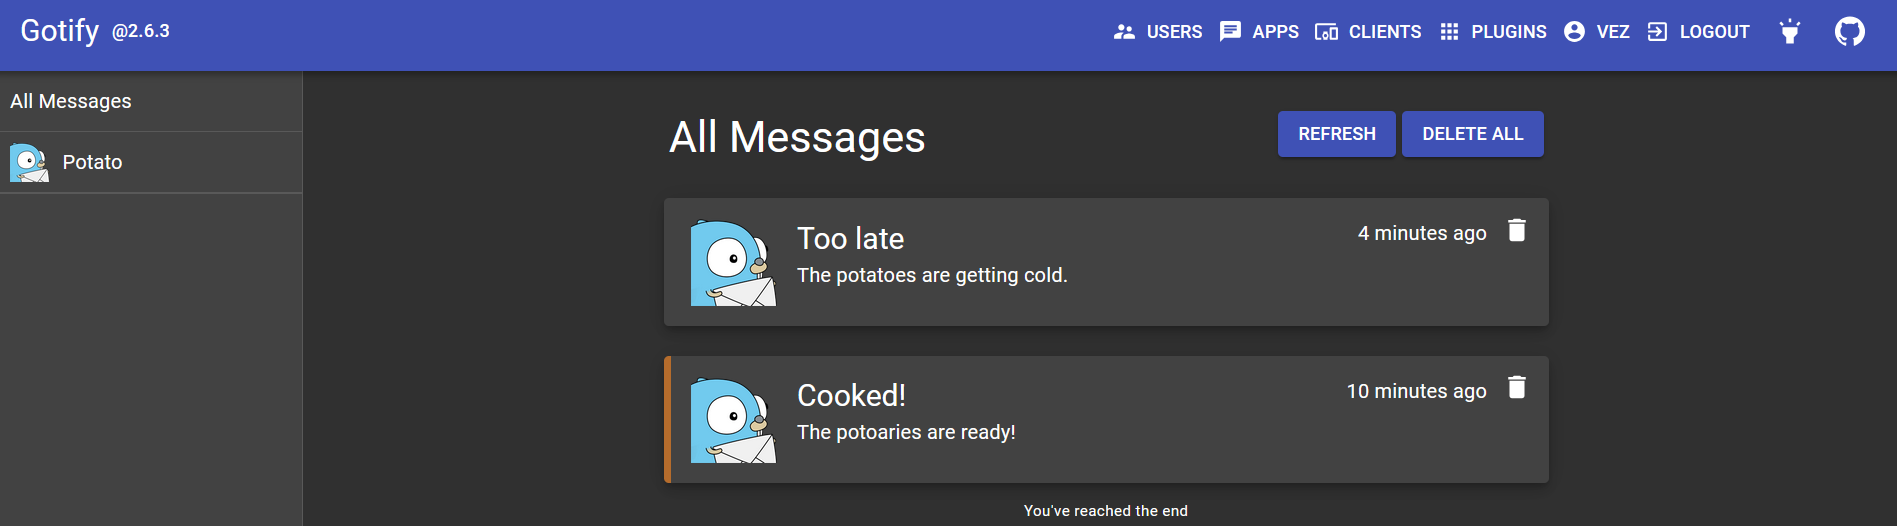 Gotify @2.6.3
USERS APPS CLIENTS PLUGINS VEZ LOGOUT
All Messages
Potato
All Messages
REFRESH DELETE ALL
Too late
4 minutes ago
The potatoes are getting cold.
Cooked!
10 minutes ago
The potoaries are ready!
You've reached the end